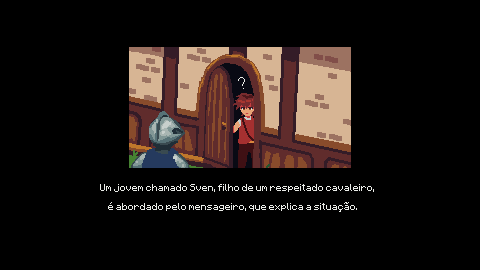 ?
Um jovem chamado Sven, filho de um respeitado cavaleiro,
é abordado pelo mensageiro, que explica a situação.